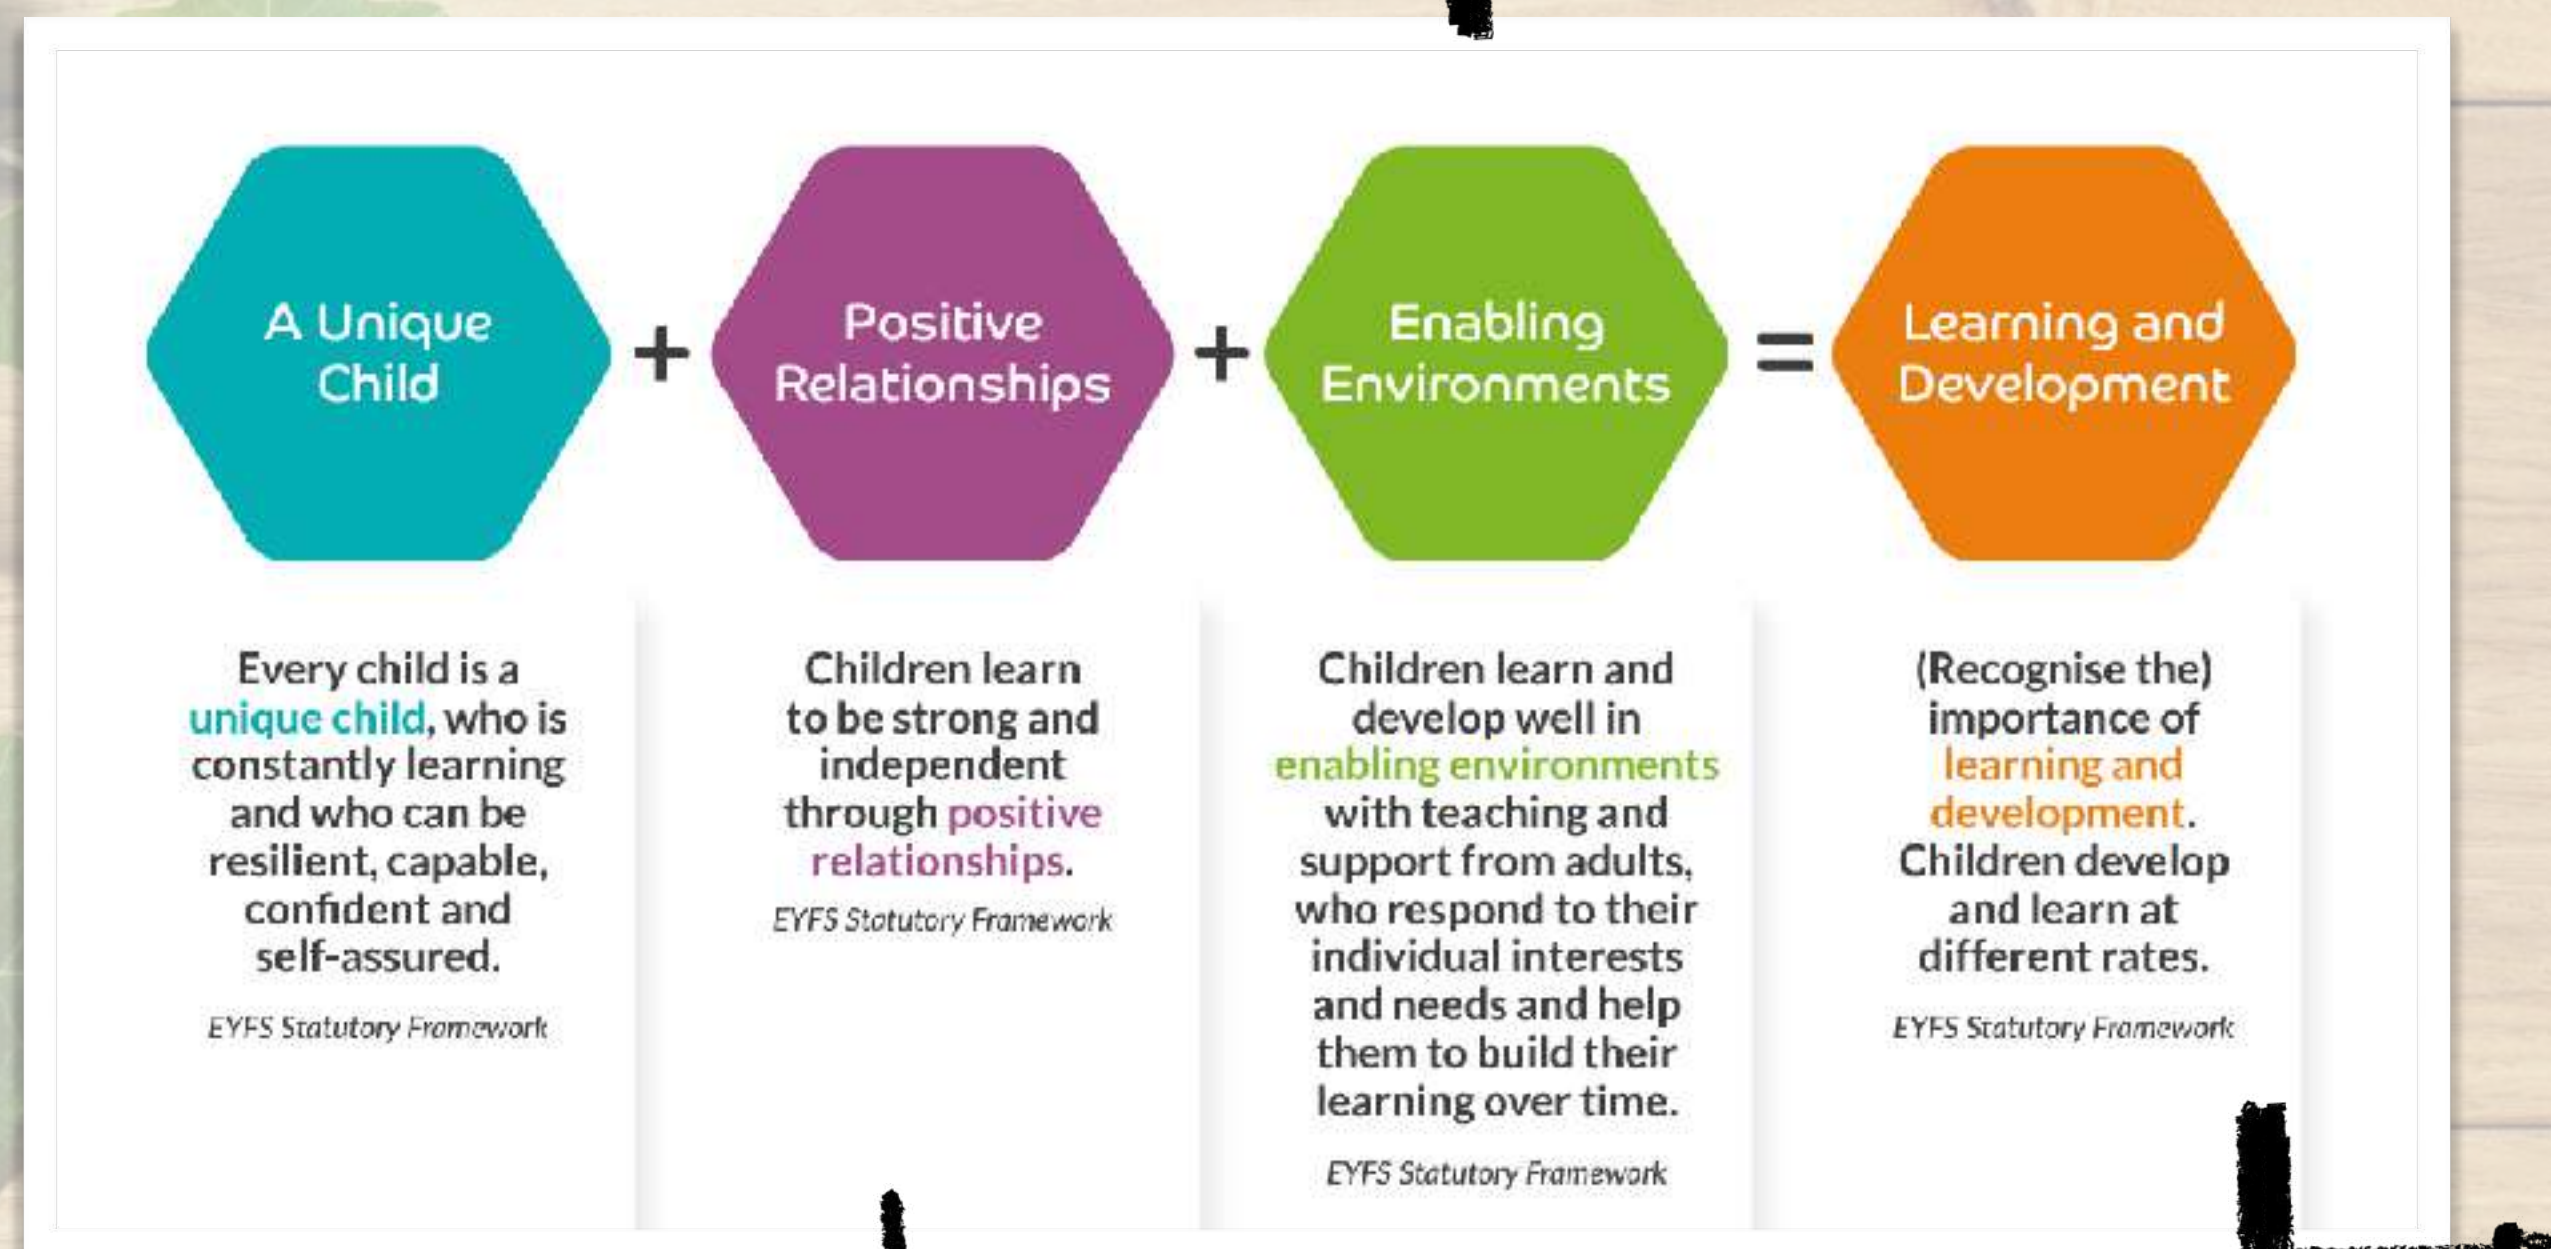 A Unique
Child
+
Positive
Relationships
+
Enabling
Environments
=
Learning and
Development
Every child is a
unique child, who is
constantly learning
and who can be
resilient, capable,
confident and
self-assured.
EYFS Statutory Framework
Children learn
to be strong and
independent
through positive
relationships.
EYFS Statutory Framework
Children learn and
develop well in
enabling environments
with teaching and
support from adults,
who respond to their
individual interests
and needs and help
them to build their
learning over time.
EYFS Statutory Framework
(Recognise the)
importance of
learning and
development.
Children develop
and learn at
different rates.
EYFS Statutory Framework